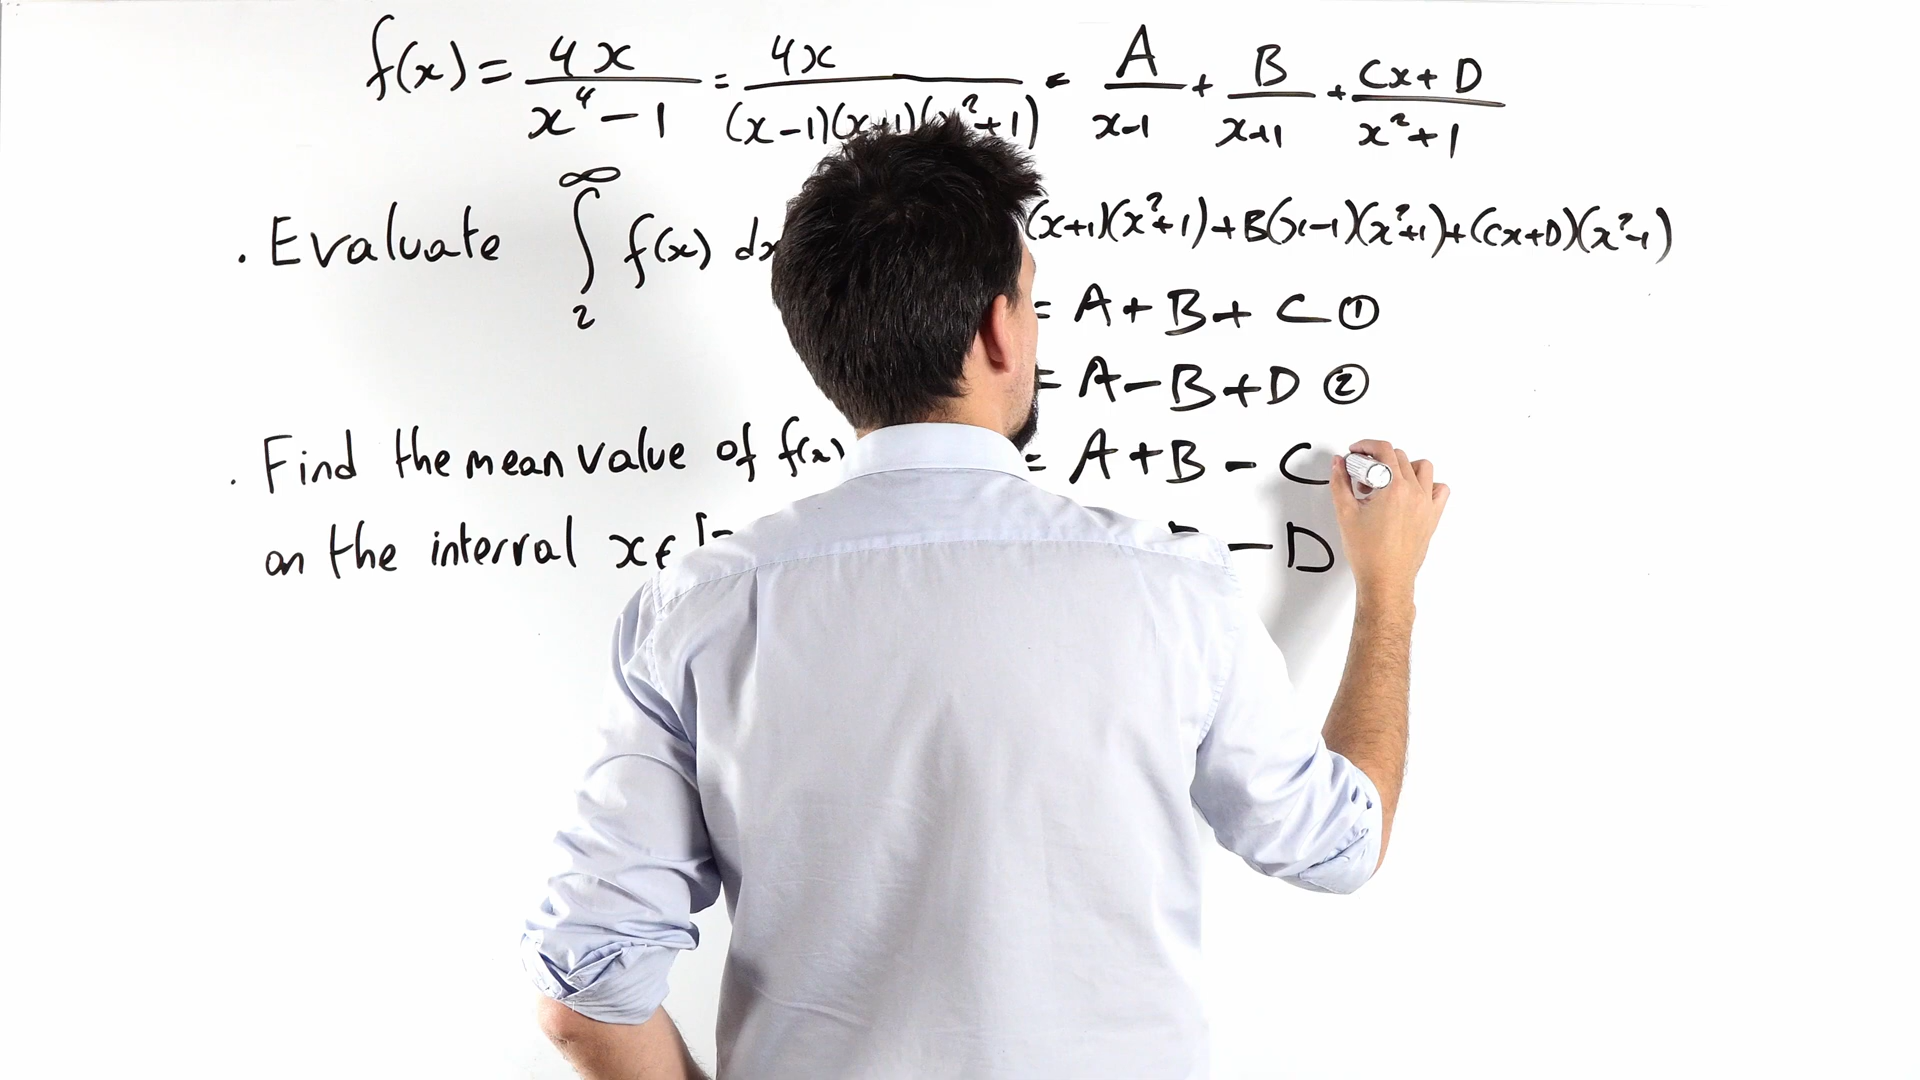 f(x) = 4x / x⁴ − 1 = 4x / (x−1)(x+1)(x²+1) = A / x−1 + B / x+1 + Cx+D / x²+1
. Evaluate ∫₂^∞ f(x) dx
(x+1)(x²+1)+B(x−1)(x²+1)+(Cx+D)(x²−1)
= A + B + C ①
= A − B + D ②
. Find the mean value of f(x)
= A + B − C
on the interval x ∈ [
− D